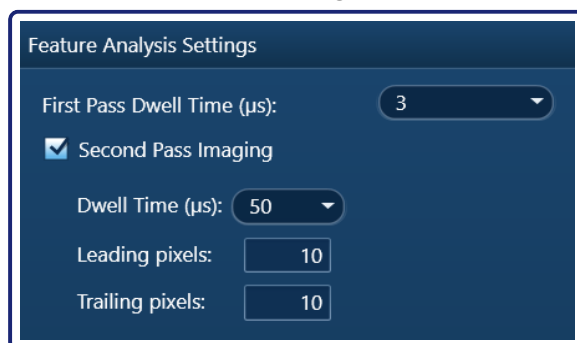 Feature Analysis Settings
First Pass Dwell Time (µs): 3
Second Pass Imaging
Dwell Time (µs): 50
Leading pixels: 10
Trailing pixels: 10